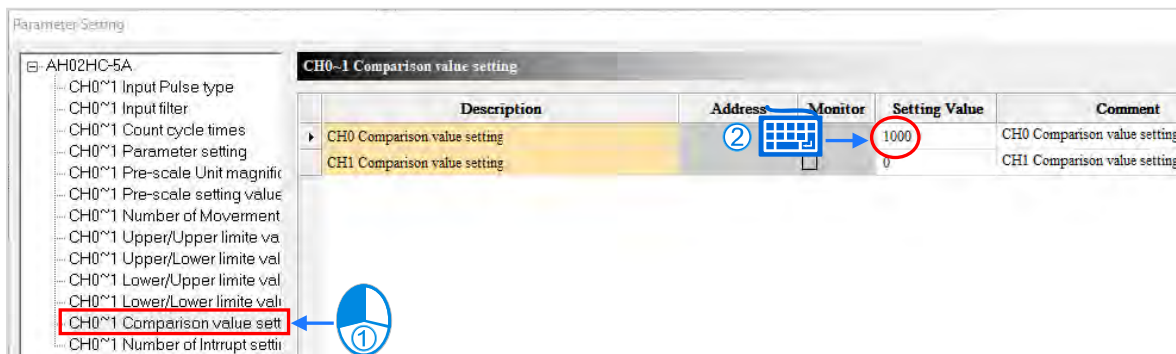 Parameter Setting
AH02HC-5A
CH0~1 Input Pulse type
CH0~1 Input filter
CH0~1 Count cycle times
CH0~1 Parameter setting
CH0~1 Pre-scale Unit magnific
CH0~1 Pre-scale setting value
CH0~1 Number of Moverment
CH0~1 Upper/Upper limite va
CH0~1 Upper/Lower limite val
CH0~1 Lower/Upper limite val
CH0~1 Lower/Lower limite valu
CH0~1 Comparison value sett
CH0~1 Number of Intrrupt settin
CH0~1 Comparison value setting
Description Address Monitor Setting Value Comment
CH0 Comparison value setting 1000 CH0 Comparison value setting
CH1 Comparison value setting 0 CH1 Comparison value setting
②
①